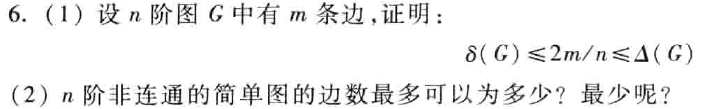 6. (1) 设 n 阶图 G 中有 m 条边,证明:
δ(G)≤2m/n≤Δ(G)
(2) n 阶非连通的简单图的边数最多可以为多少? 最少呢?